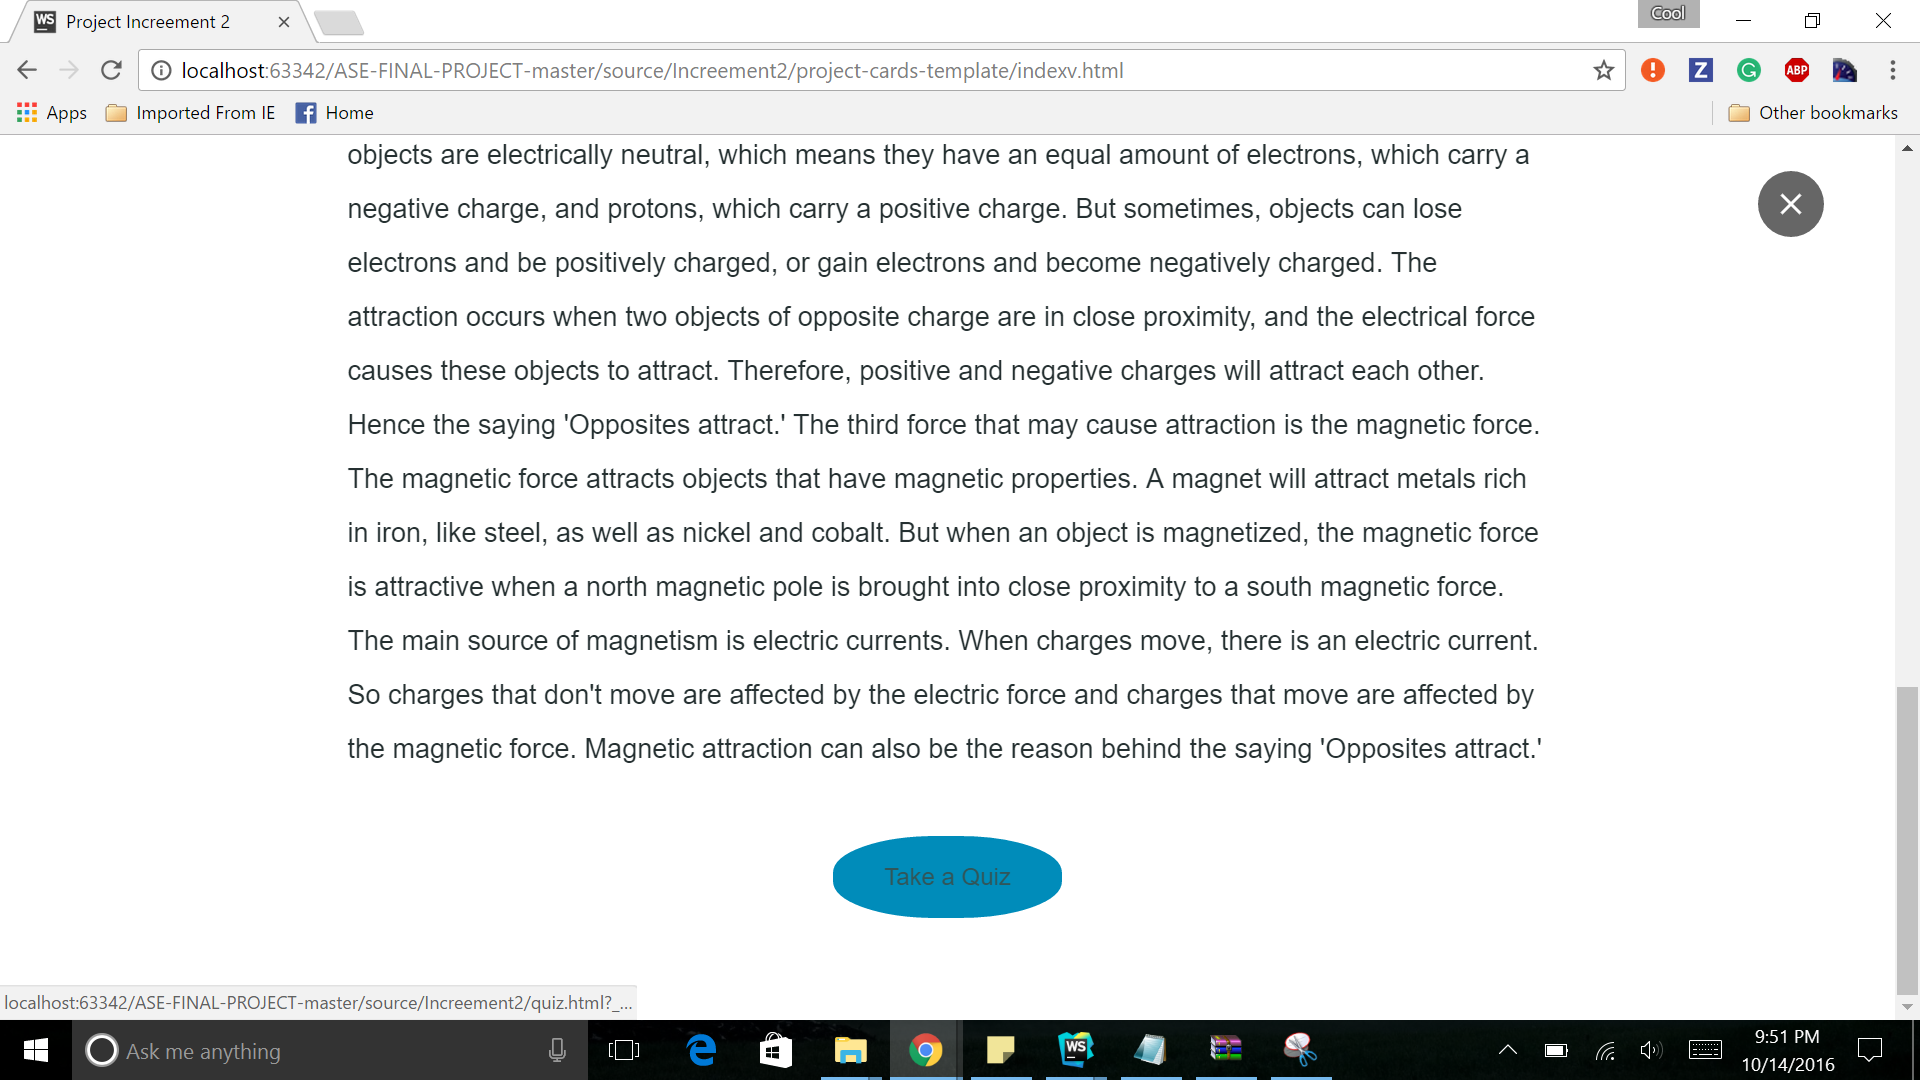 WS Project Increement 2
Cool
localhost:63342/ASE-FINAL-PROJECT-master/source/Increement2/project-cards-template/indexv.html
Z
G
ABP
Apps
Imported From IE
Home
Other bookmarks
objects are electrically neutral, which means they have an equal amount of electrons, which carry a
negative charge, and protons, which carry a positive charge. But sometimes, objects can lose
electrons and be positively charged, or gain electrons and become negatively charged. The
attraction occurs when two objects of opposite charge are in close proximity, and the electrical force
causes these objects to attract. Therefore, positive and negative charges will attract each other.
Hence the saying 'Opposites attract.' The third force that may cause attraction is the magnetic force.
The magnetic force attracts objects that have magnetic properties. A magnet will attract metals rich
in iron, like steel, as well as nickel and cobalt. But when an object is magnetized, the magnetic force
is attractive when a north magnetic pole is brought into close proximity to a south magnetic force.
The main source of magnetism is electric currents. When charges move, there is an electric current.
So charges that don't move are affected by the electric force and charges that move are affected by
the magnetic force. Magnetic attraction can also be the reason behind the saying 'Opposites attract.'
Take a Quiz
localhost:63342/ASE-FINAL-PROJECT-master/source/Increement2/quiz.html?_...
Ask me anything
WS
9:51 PM
10/14/2016